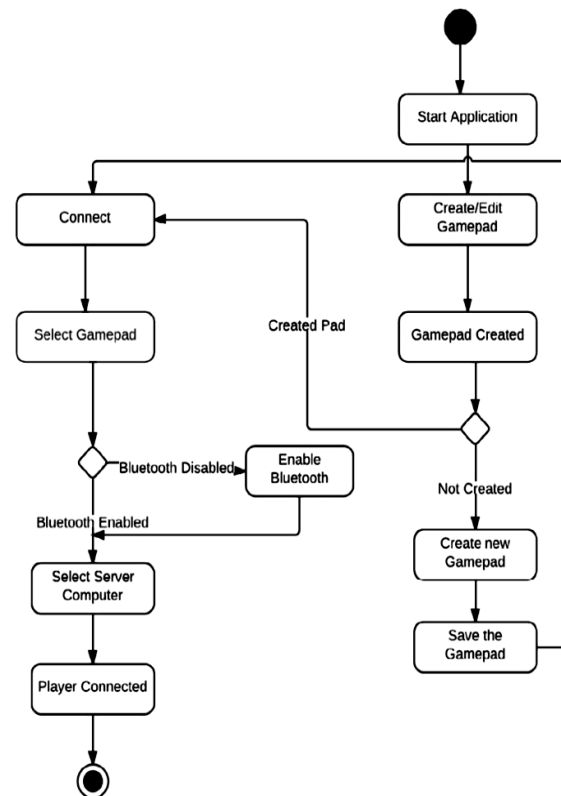 Start Application
Create/Edit
Gamepad
Gamepad Created
Created Pad
Not Created
Create new
Gamepad
Save the
Gamepad
Connect
Select Gamepad
Bluetooth Disabled
Enable
Bluetooth
Bluetooth Enabled
Select Server
Computer
Player Connected